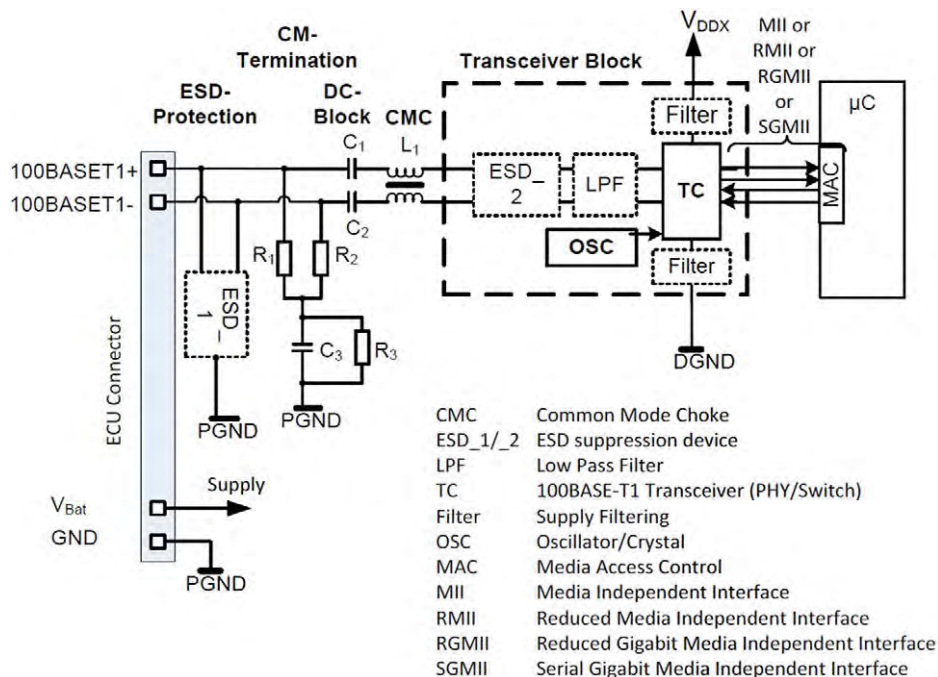 CM-
Termination
ESD-
Protection
DC-
Block
CMC
Transceiver Block
V_DDX
MII or
RMII or
RGMII
or
SGMII
µC
100BASET1+
100BASET1-
C1
C2
L1
ESD_
2
LPF
Filter
TC
MAC
OSC
Filter
DGND
R1
R2
ESD_
1
C3
R3
PGND
PGND
ECU Connector
V_Bat
Supply
GND
PGND
CMC Common Mode Choke
ESD_1/_2 ESD suppression device
LPF Low Pass Filter
TC 100BASE-T1 Transceiver (PHY/Switch)
Filter Supply Filtering
OSC Oscillator/Crystal
MAC Media Access Control
MII Media Independent Interface
RMII Reduced Media Independent Interface
RGMII Reduced Gigabit Media Independent Interface
SGMII Serial Gigabit Media Independent Interface